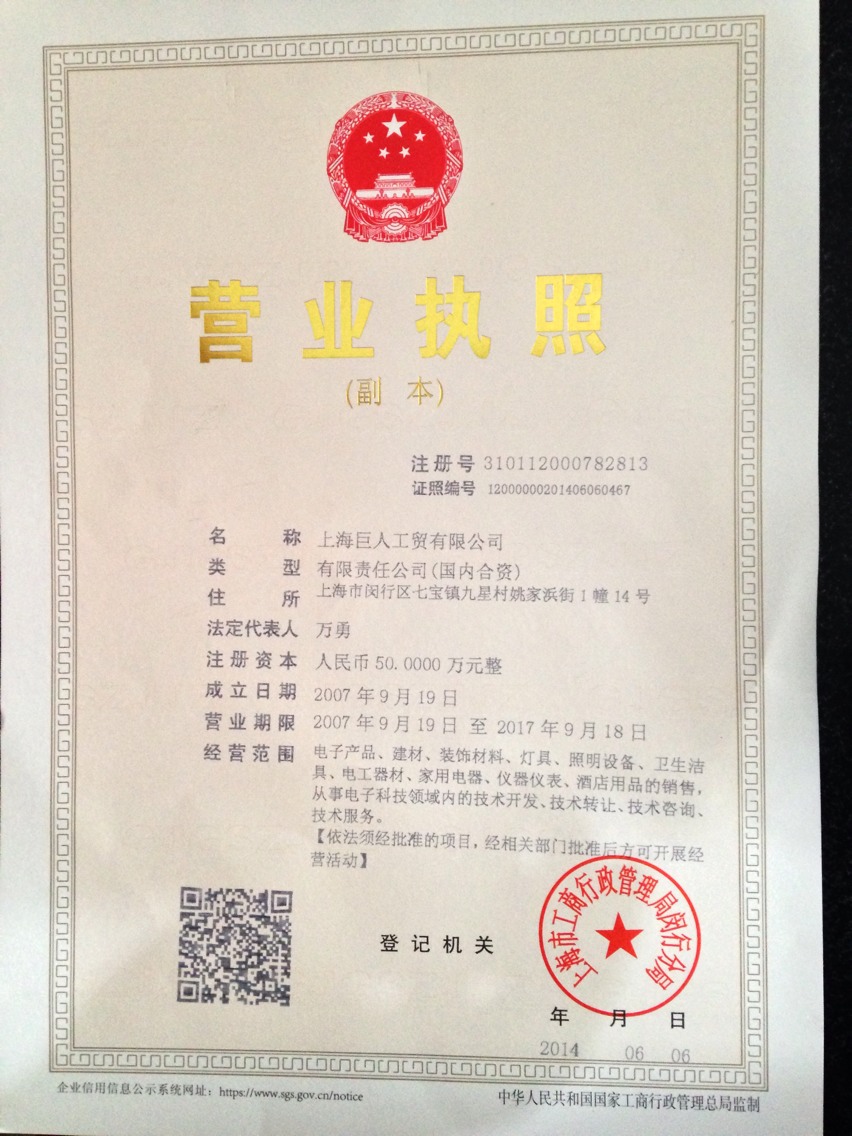 营业执照
(副 本)
注册号 310112000782813
证照编号 12000000201406060467
名 称 上海巨人工贸有限公司
类 型 有限责任公司(国内合资)
住 所 上海市闵行区七宝镇九星村姚家浜街1幢14号
法定代表人 万勇
注册资本 人民币50.0000万元整
成立日期 2007年9月19日
营业期限 2007年9月19日 至 2017年9月18日
经营范围 电子产品、建材、装饰材料、灯具、照明设备、卫生洁
具、电工器材、家用电器、仪器仪表、酒店用品的销售，
从事电子科技领域内的技术开发、技术转让、技术咨询、
技术服务。
【依法须经批准的项目，经相关部门批准后方可开展经
营活动】
登记机关
上海市工商行政管理局闵行分局
年 月 日
2014 06 06
企业信用信息公示系统网址：https://www.sgs.gov.cn/notice
中华人民共和国国家工商行政管理总局监制